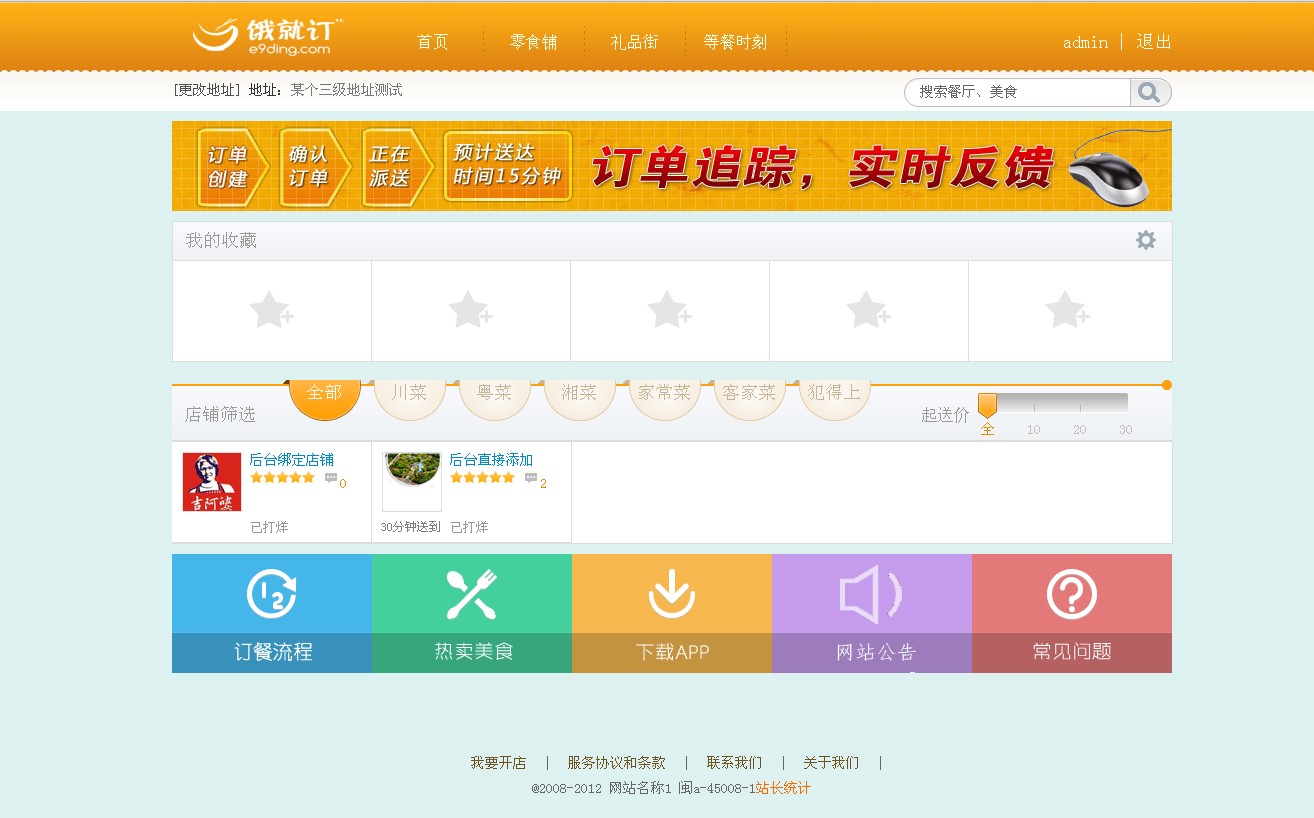 饿就订
e9ding.com
首页 零食铺 礼品街 等餐时刻
admin | 退出
[更改地址] 地址：某个三级地址测试
搜索餐厅、美食
订单创建
确认订单
正在派送
预计送达
时间15分钟
订单追踪，实时反馈
我的收藏
店铺筛选
全部 川菜 粤菜 湘菜 家常菜 客家菜 犯得上
起送价
全 10 20 30
吉阿婆
后台绑定店铺
0
已打烊
后台直接添加
2
30分钟送到 已打烊
12
订餐流程 热卖美食 下载APP 网站公告 常见问题
我要开店 | 服务协议和条款 | 联系我们 | 关于我们 |
@2008-2012 网站名称1 闽a-45008-1站长统计